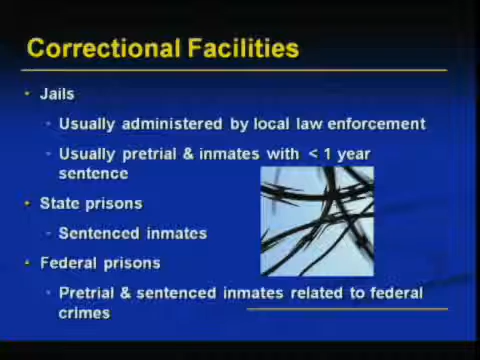 Correctional Facilities
Jails
Usually administered by local law enforcement
Usually pretrial & inmates with < 1 year
sentence
State prisons
Sentenced inmates
Federal prisons
Pretrial & sentenced inmates related to federal
crimes